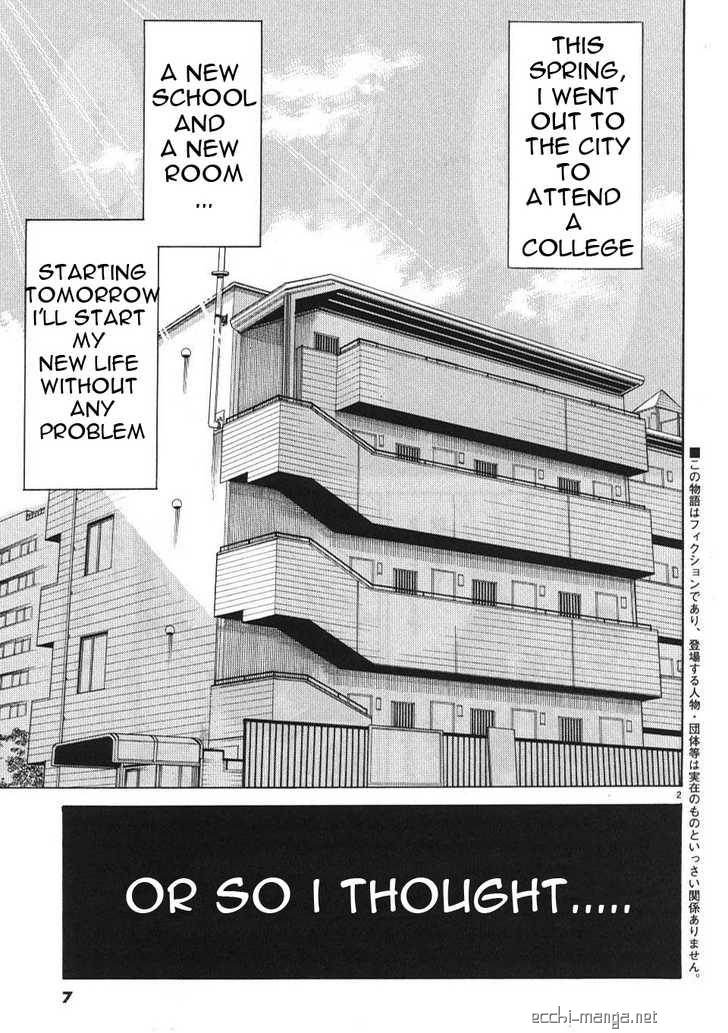 THIS
SPRING,
I WENT
OUT TO
THE CITY
TO
ATTEND
A
COLLEGE
A NEW
SCHOOL
AND
A NEW
ROOM
...
STARTING
TOMORROW
I'LL START
MY
NEW LIFE
WITHOUT
ANY
PROBLEM
■この物語はフィクションであり、登場する人物・団体等は実在のものといっさい関係ありません。
2
OR SO I THOUGHT.....
7
ecchi-manga.net